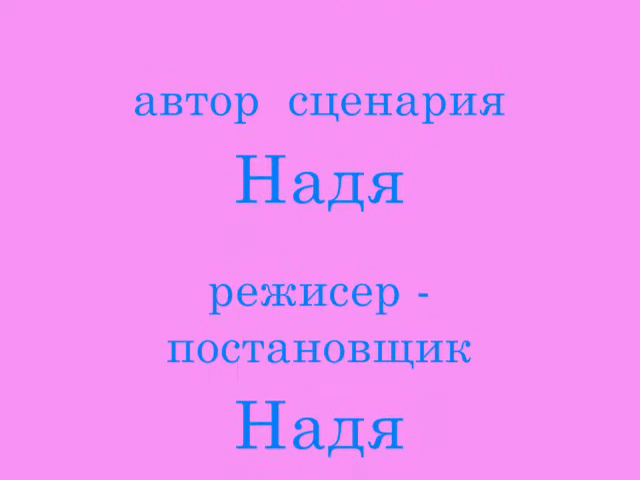 автор сценария
Надя
режисер -
постановщик
Надя